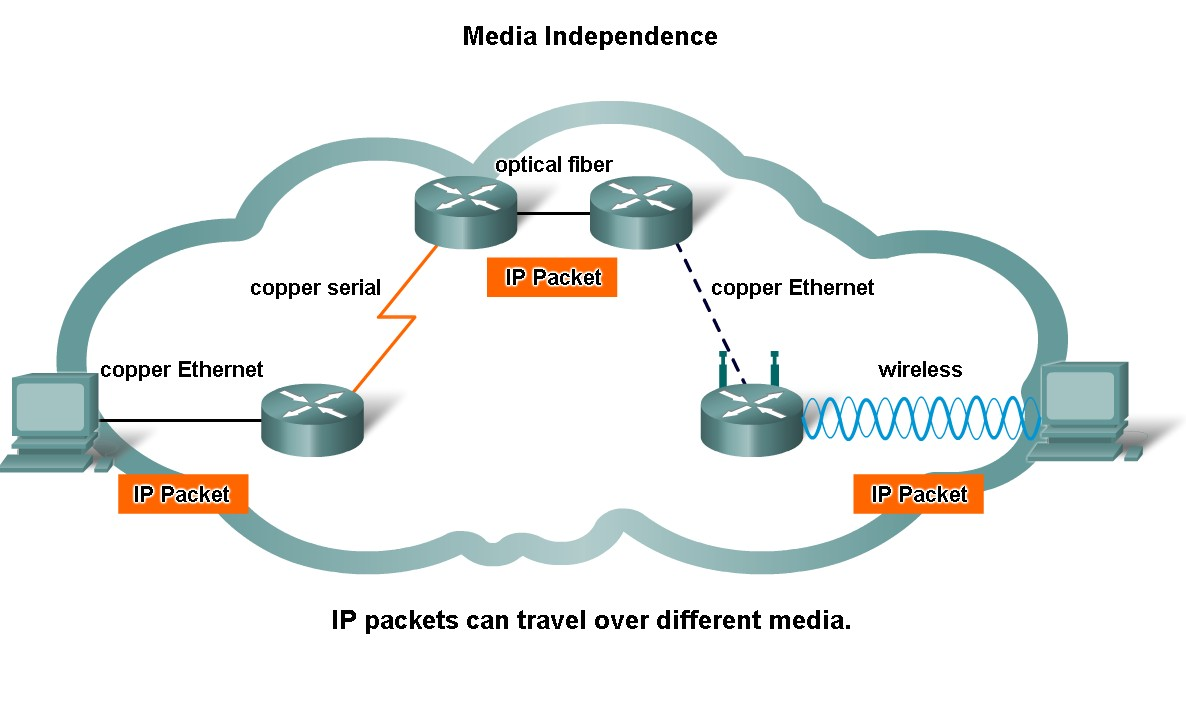 Media Independence
optical fiber
IP Packet
copper serial
copper Ethernet
copper Ethernet
wireless
IP Packet
IP Packet
IP packets can travel over different media.